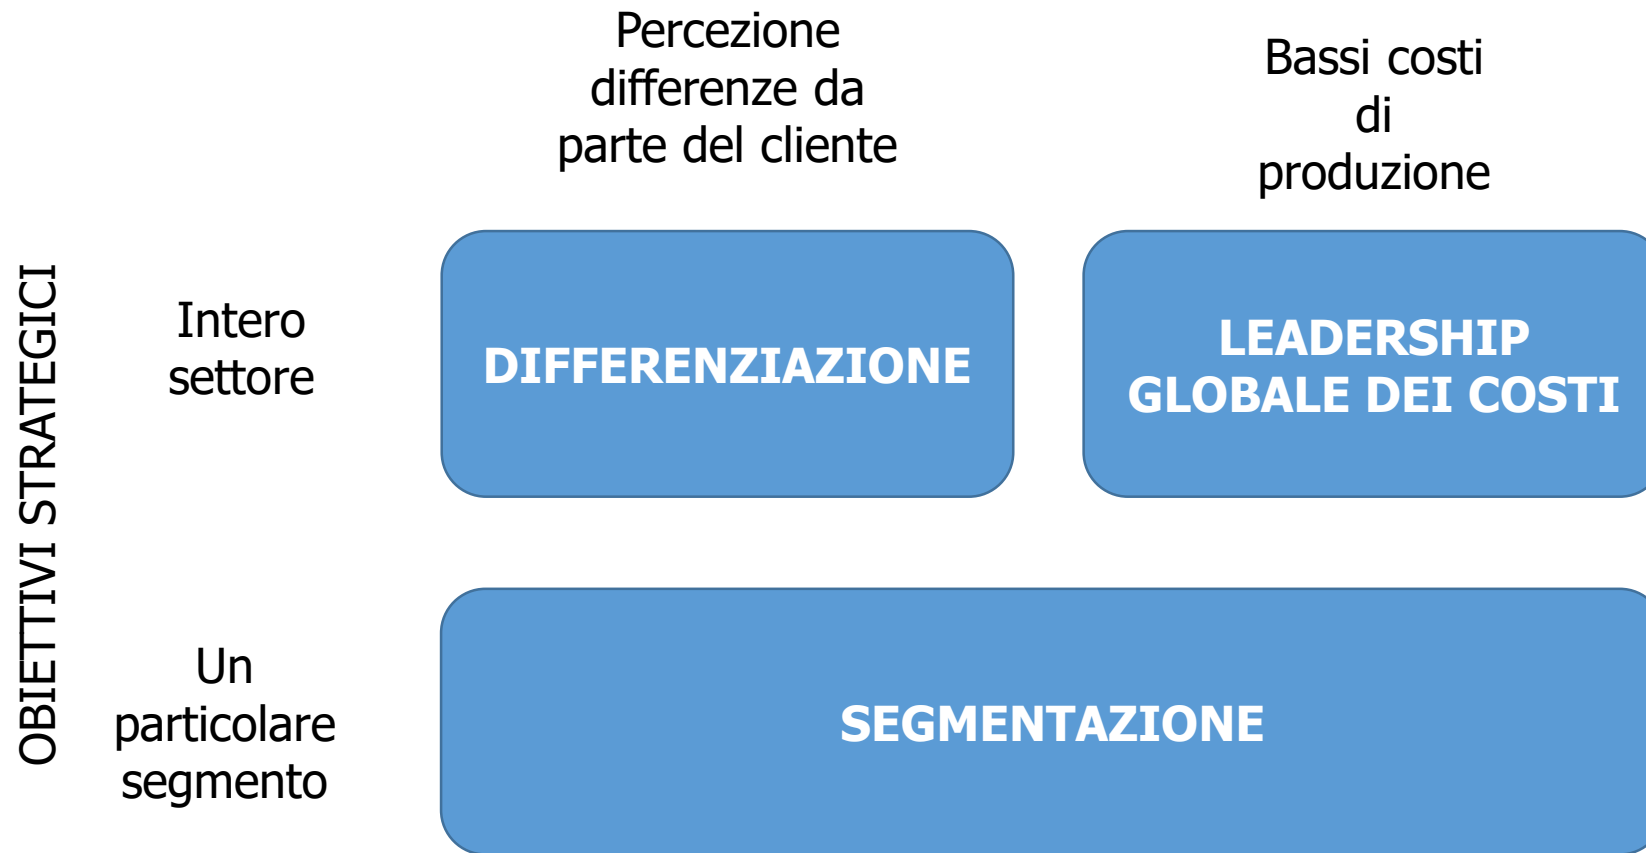 Percezione
differenze da
parte del cliente
Bassi costi
di
produzione
OBIETTIVI STRATEGICI
Intero
settore
DIFFERENZIAZIONE
LEADERSHIP
GLOBALE DEI COSTI
Un
particolare
segmento
SEGMENTAZIONE